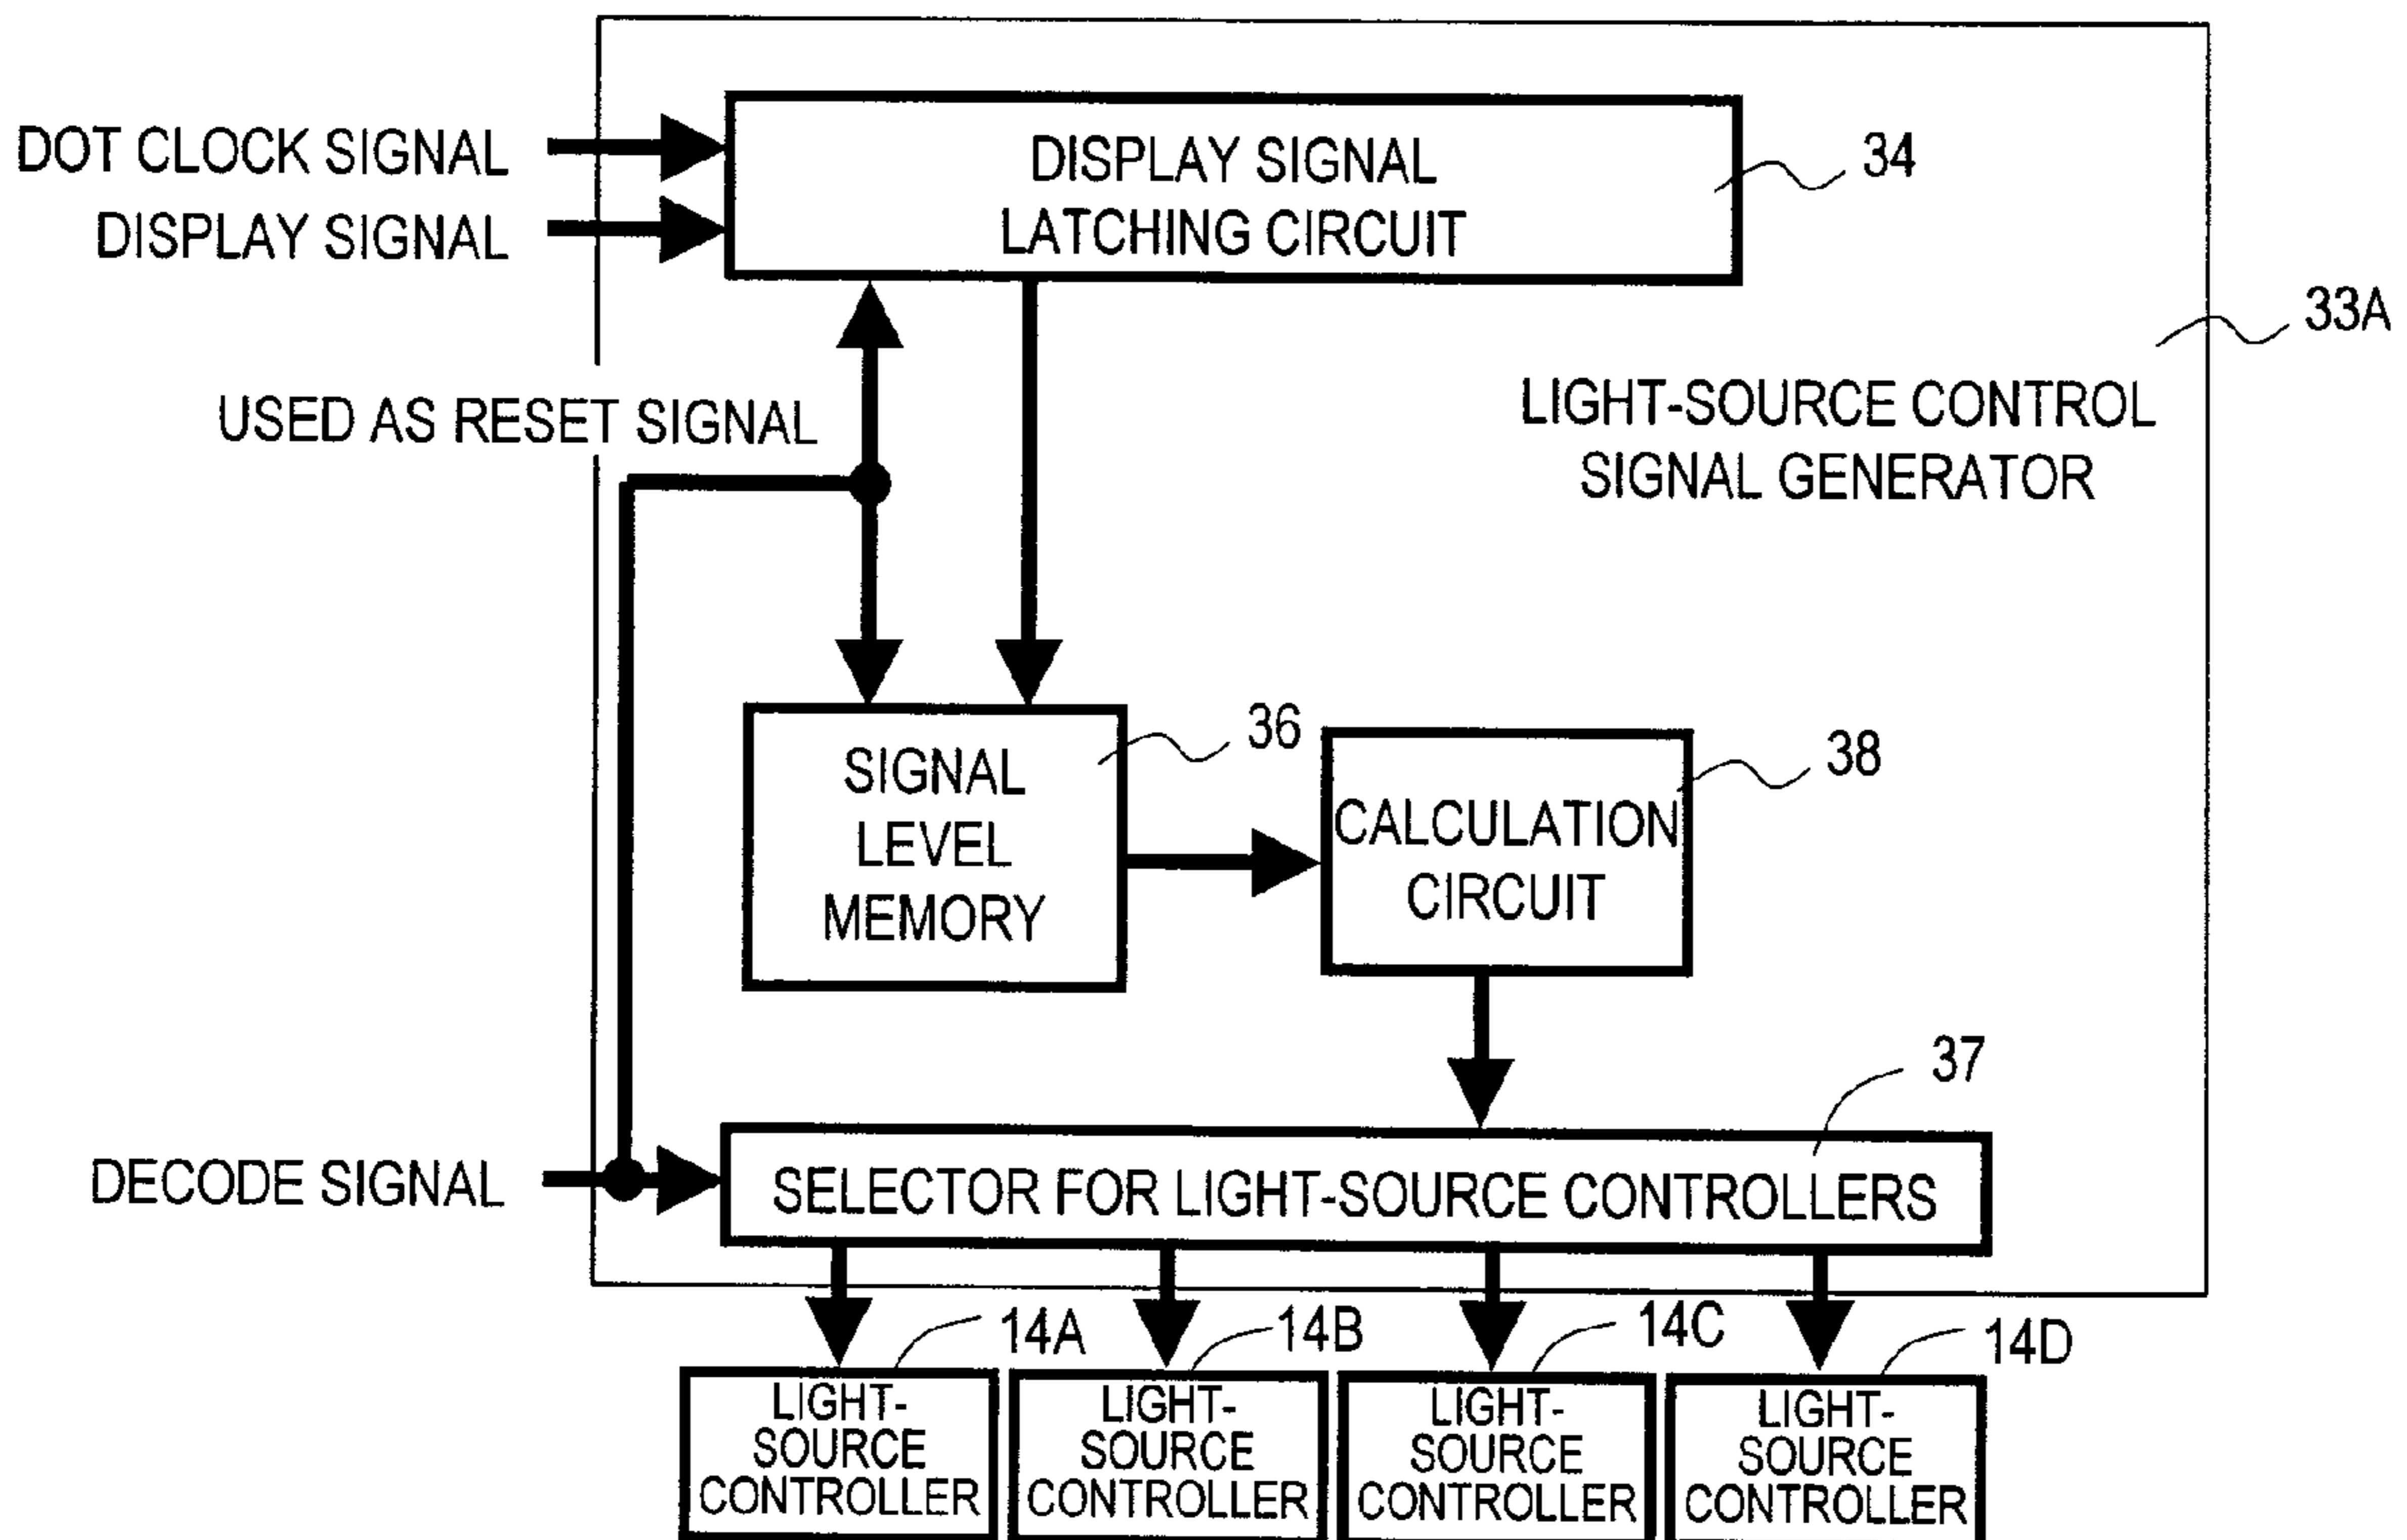 DOT CLOCK SIGNAL
DISPLAY SIGNAL
DISPLAY SIGNAL
LATCHING CIRCUIT
34
33A
USED AS RESET SIGNAL
LIGHT-SOURCE CONTROL
SIGNAL GENERATOR
SIGNAL
LEVEL
MEMORY
36
CALCULATION
CIRCUIT
38
37
DECODE SIGNAL
SELECTOR FOR LIGHT-SOURCE CONTROLLERS
14A
14B
14C
14D
LIGHT-
SOURCE
CONTROLLER
LIGHT-
SOURCE
CONTROLLER
LIGHT-
SOURCE
CONTROLLER
LIGHT-
SOURCE
CONTROLLER